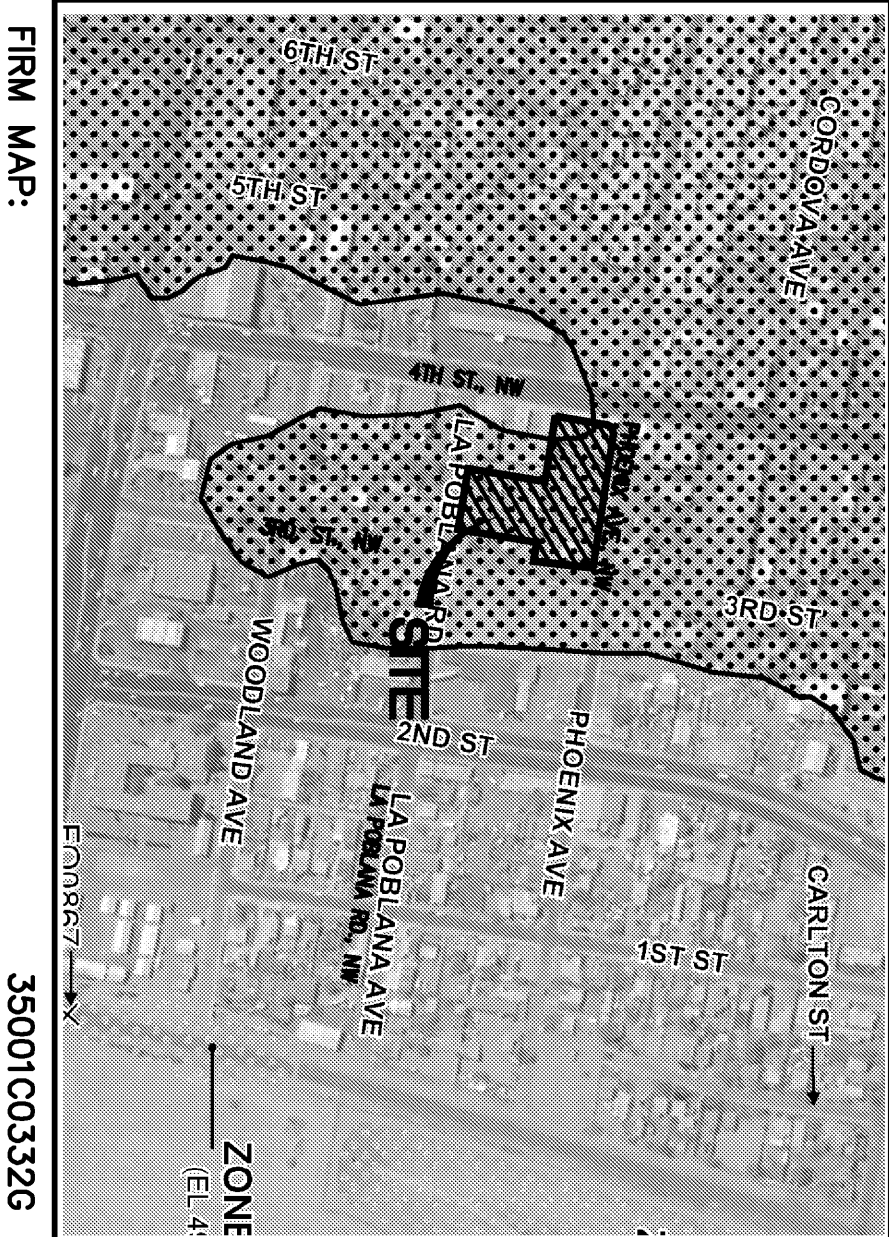 6TH ST
CORDOVA AVE
5TH ST
4TH ST., NW
PHOENIX AVE., NW
LA POBLANA RD
3RD. ST., NW
3RD ST
SITE
WOODLAND AVE
2ND ST
PHOENIX AVE
LA POBLANA AVE
LA POBLANA RD., NW
CARLTON ST
1ST ST
X
ZONE
(EL 4
FIRM MAP: 35001C0332G